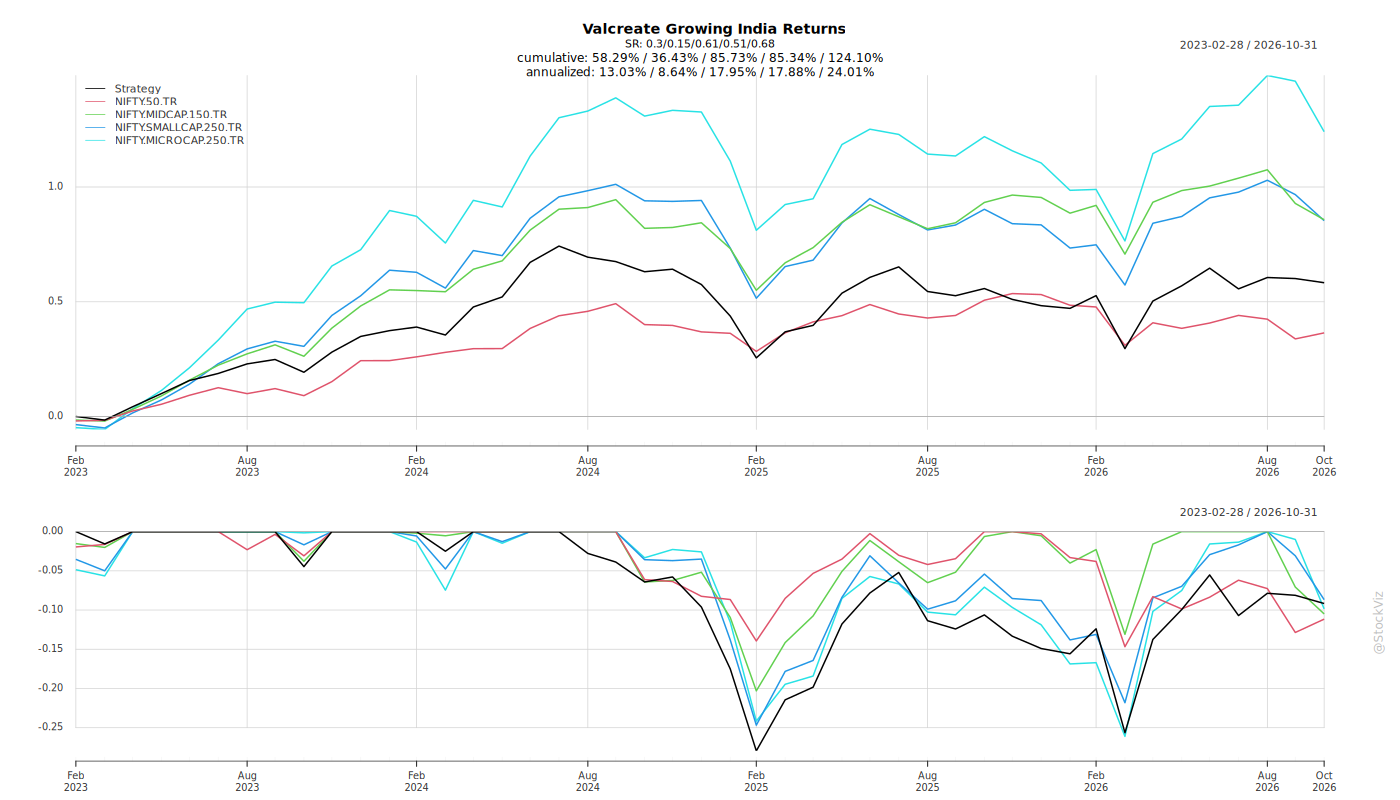 Valcreate Growing India Returns
SR: 0.3/0.15/0.61/0.51/0.68
cumulative: 58.29% / 36.43% / 85.73% / 85.34% / 124.10%
annualized: 13.03% / 8.64% / 17.95% / 17.88% / 24.01%
2023-02-28 / 2026-10-31
Strategy
NIFTY.50.TR
NIFTY.MIDCAP.150.TR
NIFTY.SMALLCAP.250.TR
NIFTY.MICROCAP.250.TR
1.0
0.5
0.0
Feb Aug Feb Aug Feb Aug Feb Aug Oct
2023 2023 2024 2024 2025 2025 2026 2026 2026
2023-02-28 / 2026-10-31
0.00
-0.05
-0.10
-0.15
-0.20
-0.25
Feb Aug Feb Aug Feb Aug Feb Aug Oct
2023 2023 2024 2024 2025 2025 2026 2026 2026
@StockViz